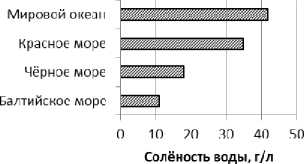 Мировой океан
Красное море
Чёрное море
Балтийское море
0 10 20 30 40 50
Солёность воды, г/л